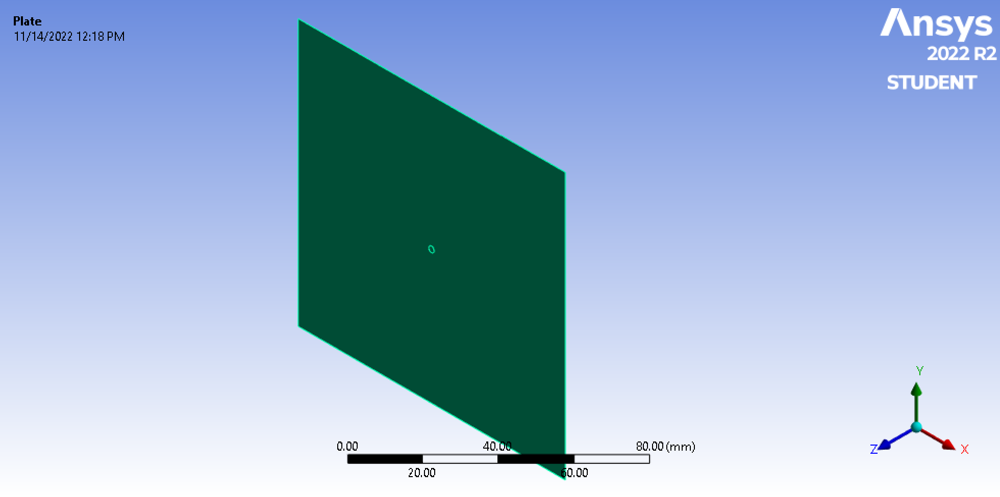 Plate
11/14/2022 12:18 PM
Ansys
2022 R2
STUDENT
0.00 40.00 80.00 (mm)
20.00 60.00
Y
Z X